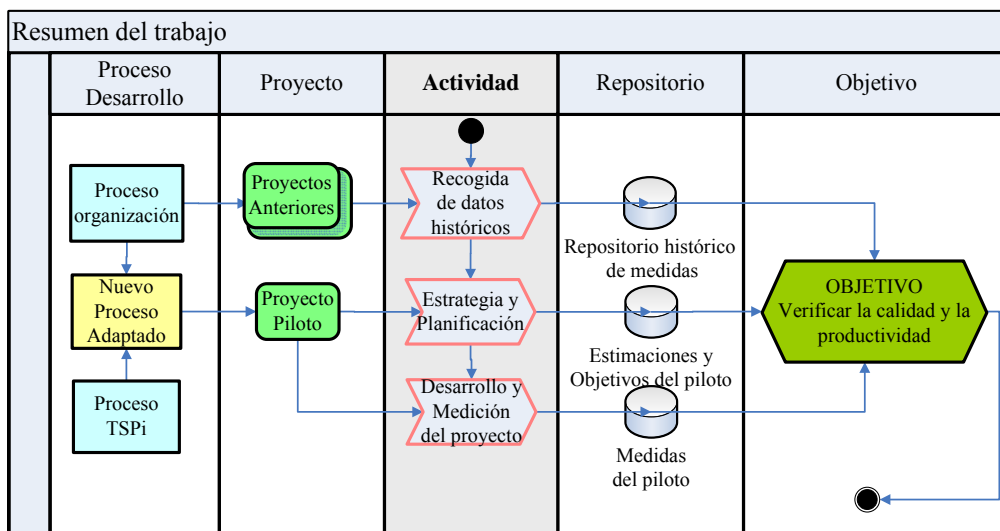 Resumen del trabajo
Proceso
Desarrollo
Proyecto
Actividad
Repositorio
Objetivo
Proceso
organización
Proyectos
Anteriores
Recogida
de datos
históricos
Repositorio histórico
de medidas
Nuevo
Proceso
Adaptado
Proyecto
Piloto
Estrategia y
Planificación
Estimaciones y
Objetivos del piloto
OBJETIVO
Verificar la calidad y la
productividad
Proceso
TSPi
Desarrollo y
Medición
del proyecto
Medidas
del piloto